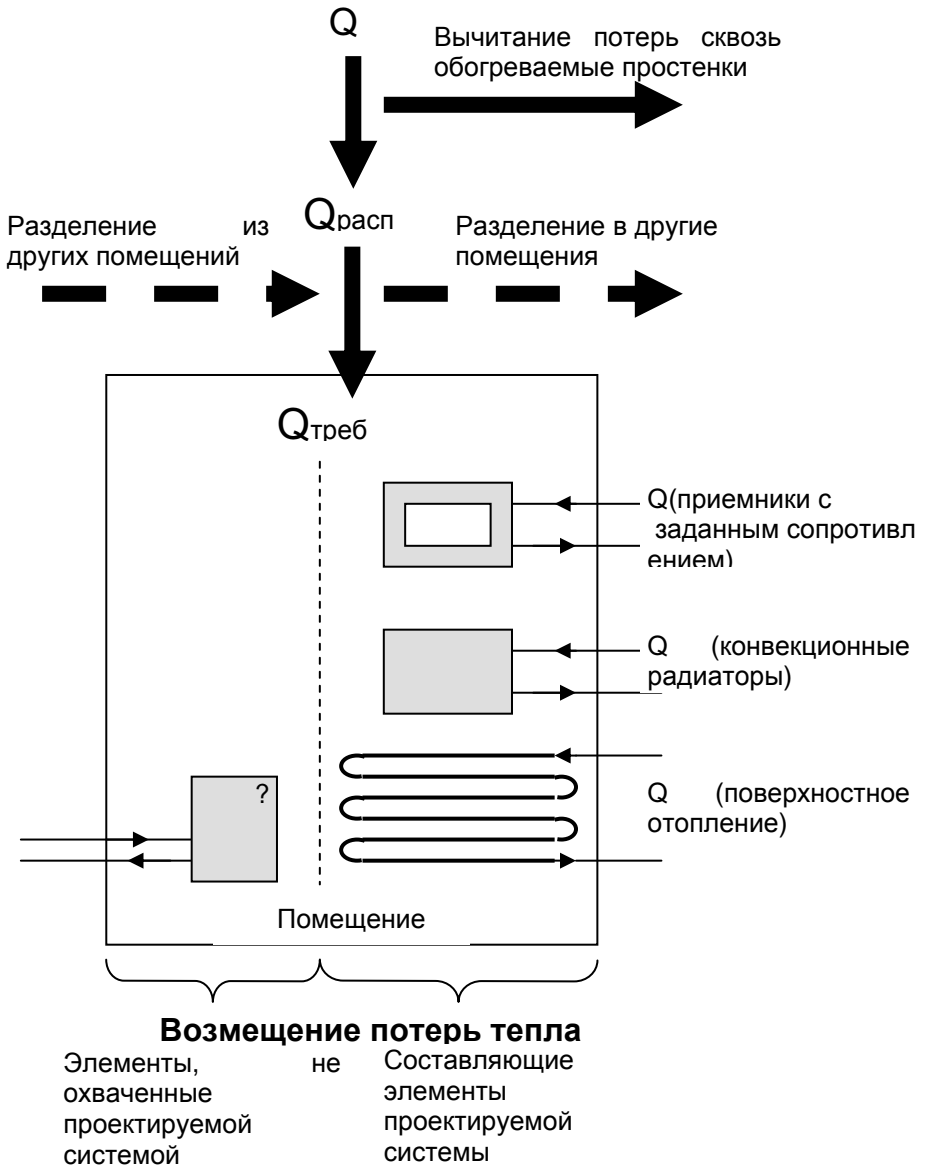 Q
Вычитание потерь сквозь
обогреваемые простенки
Qрасп
Разделение из
других помещений
Разделение в другие
помещения
Qтреб
Q(приемники с
заданным сопротивл
ением)
Q (конвекционные
радиаторы)
?
Q (поверхностное
отопление)
Помещение
Возмещение потерь тепла
Элементы, не
охваченные
проектируемой
системой
Составляющие
элементы
проектируемой
системы